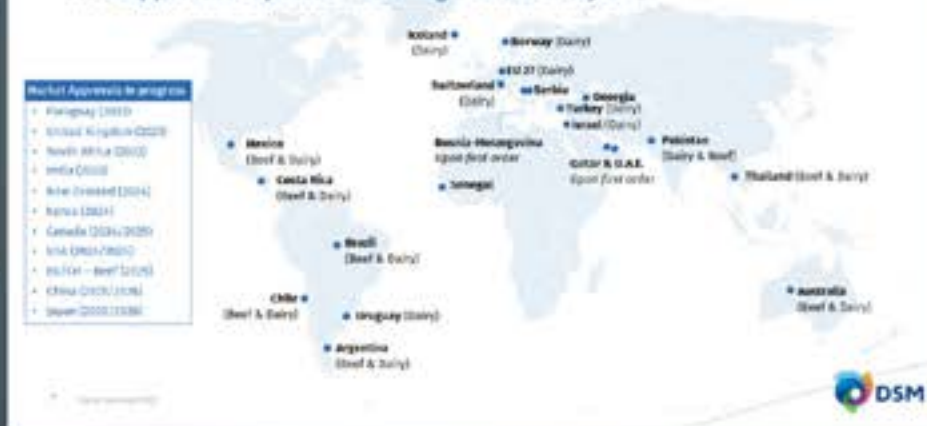 Market Approvals in progress
Paraguay (2023)
United Kingdom (2023)
South Africa (2023)
India (2023)
New Zealand (2024)
Korea (2024)
Canada (2024/2025)
USA (2024/2025)
China (2025/2026)
Japan (2025/2026)
Iceland
(Dairy)
Norway (Dairy)
EU 27 (Dairy)
Switzerland
(Dairy)
Serbia
Georgia
Turkey (Dairy)
Israel (Dairy)
Mexico
(Beef & Dairy)
Bosnia-Herzegovina
Upon first order
Qatar & U.A.E.
Upon first order
Pakistan
(Dairy & Beef)
Costa Rica
(Beef & Dairy)
Senegal
Thailand (Beef & Dairy)
Brazil
(Beef & Dairy)
Chile
(Beef & Dairy)
Uruguay (Dairy)
Australia
(Beef & Dairy)
Argentina
(Beef & Dairy)
DSM